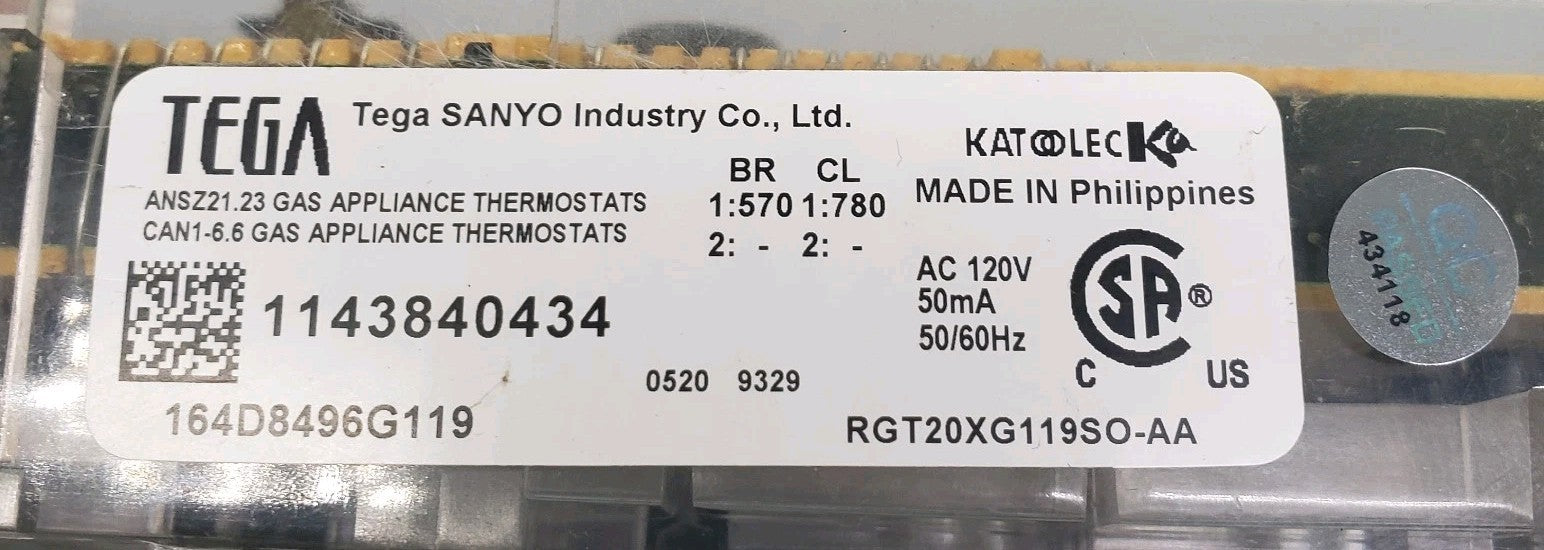 TEGA Tega SANYO Industry Co., Ltd.
KATOOLEC Ka
BR CL
ANSZ21.23 GAS APPLIANCE THERMOSTATS
1:570 1:780
MADE IN Philippines
CAN1-6.6 GAS APPLIANCE THERMOSTATS
2: - 2: -
1143840434
AC 120V
50mA
50/60Hz
SA®
C US
0520 9329
164D8496G119
RGT20XG119SO-AA
434118